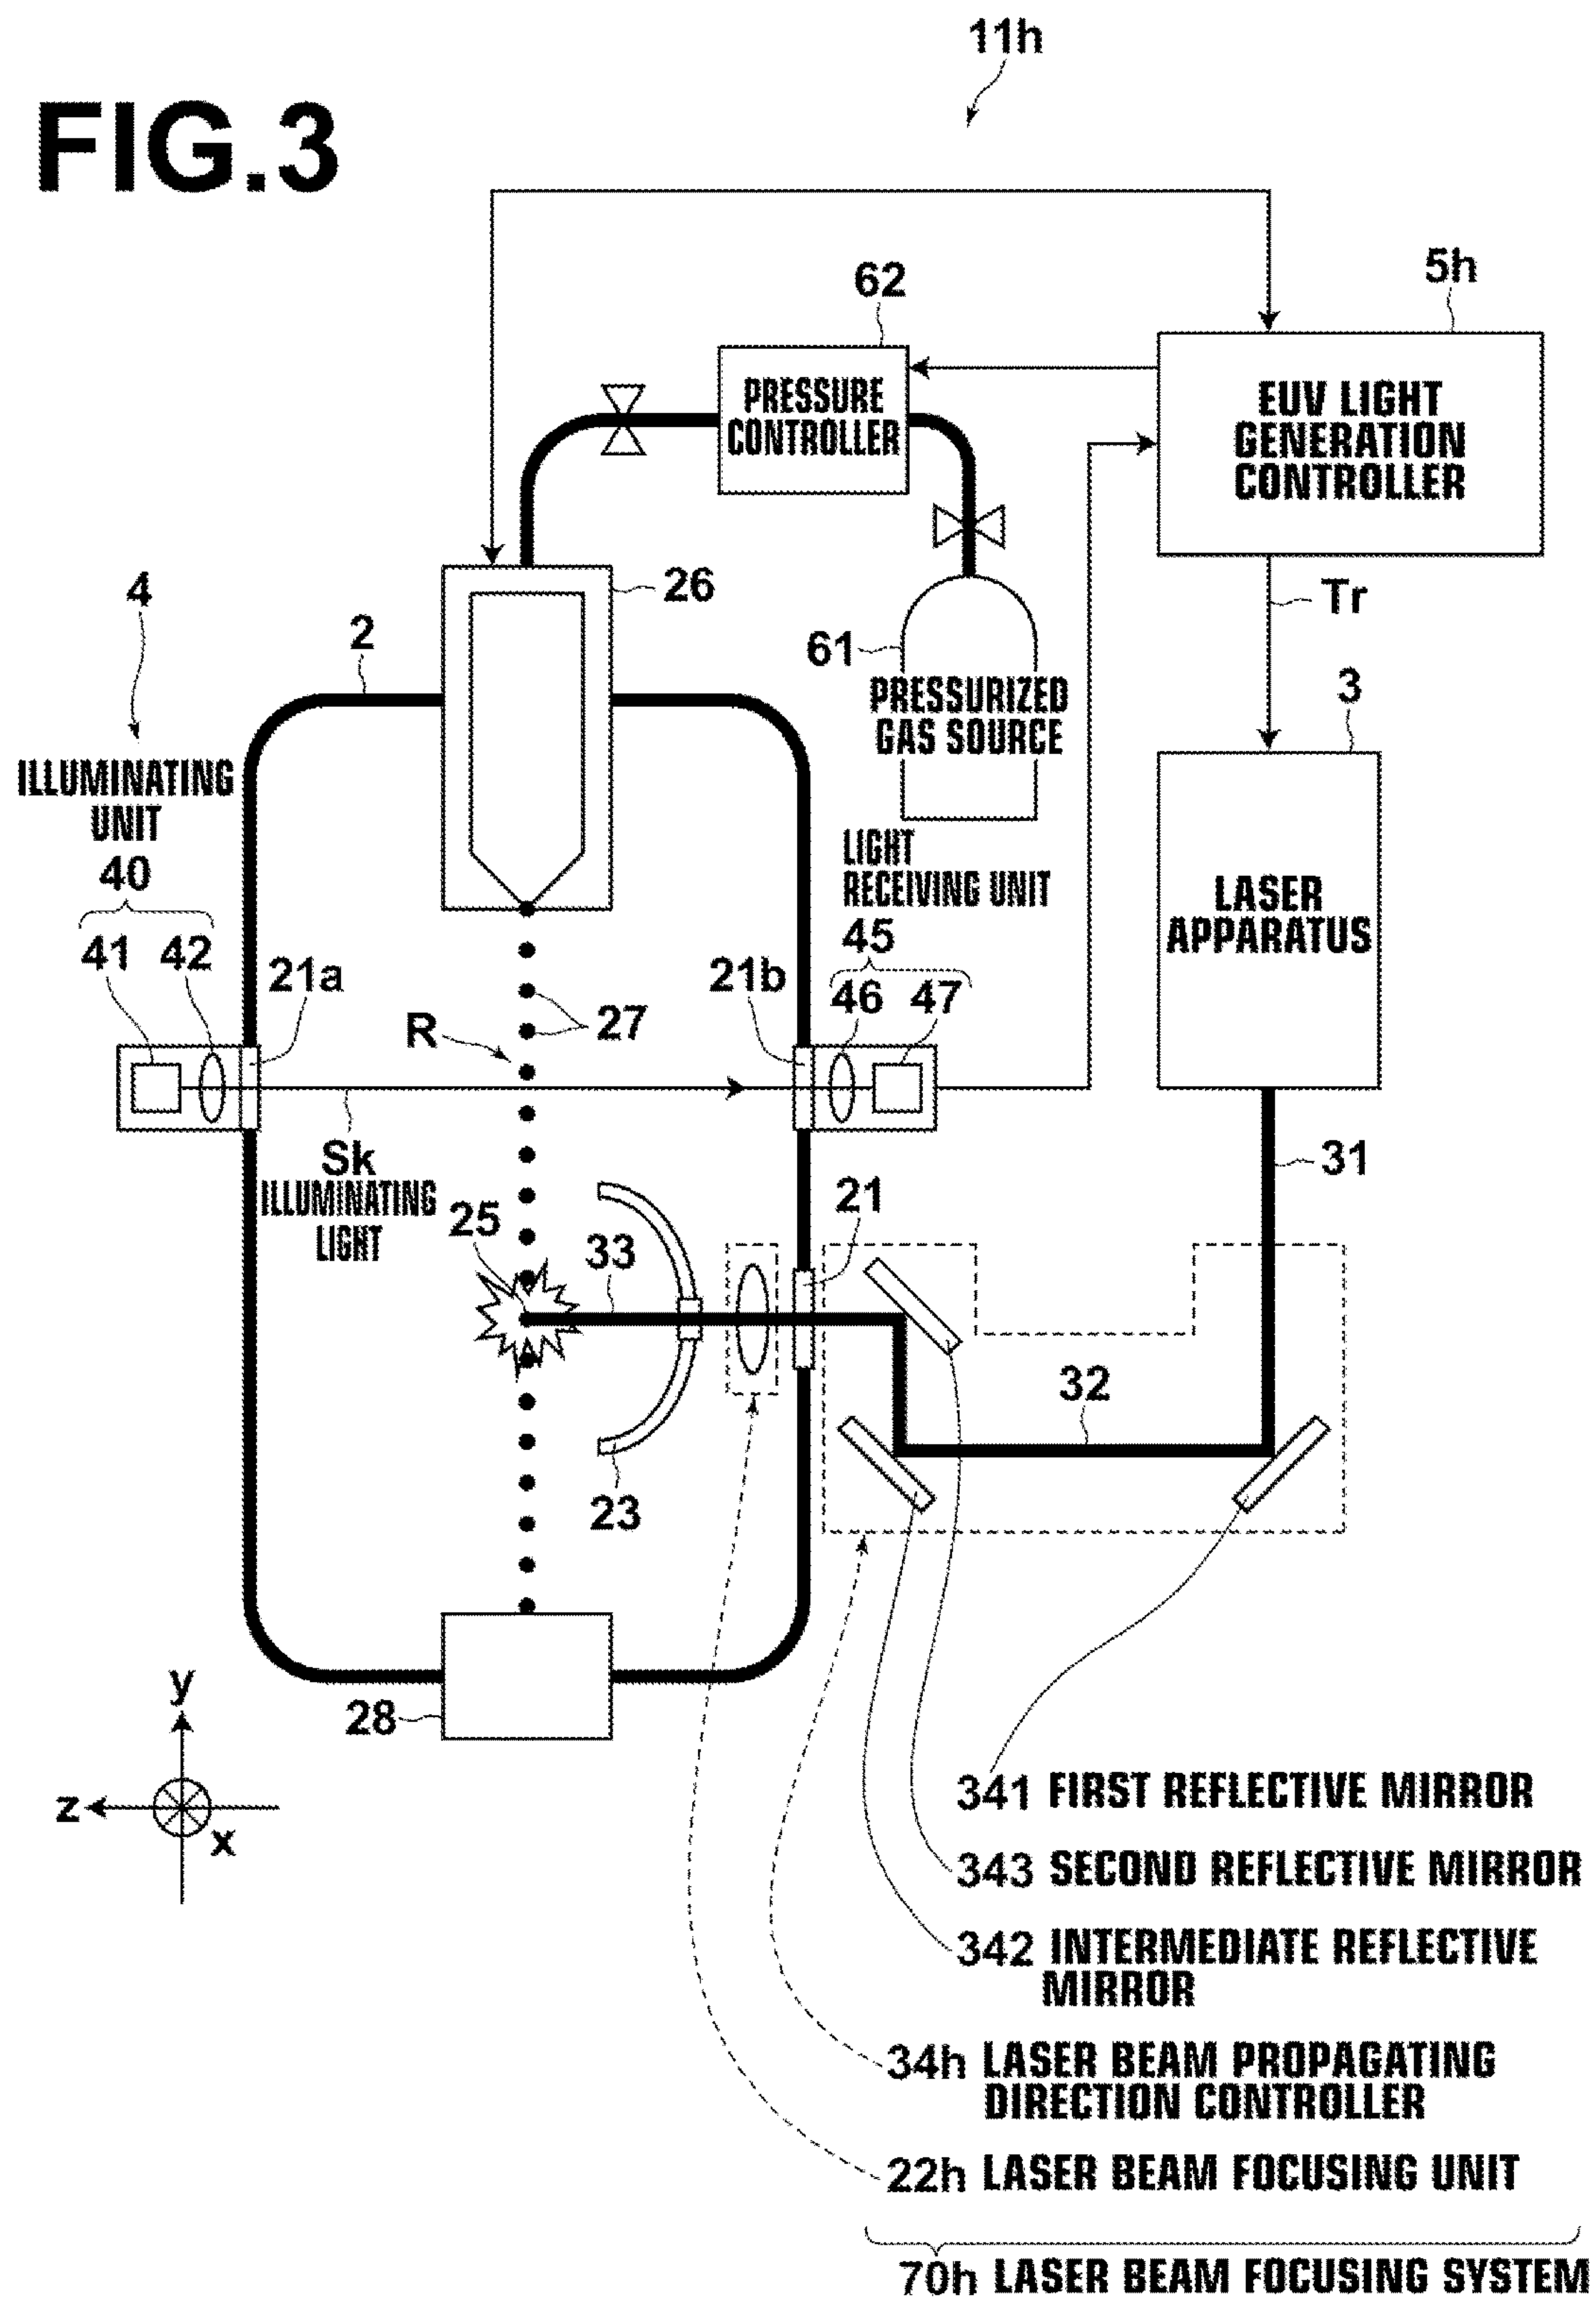 11h
FIG.3
5h
62
PRESSURE
CONTROLLER
EUV LIGHT
GENERATION
CONTROLLER
4
26
Tr
2
61
PRESSURIZED
GAS SOURCE
3
ILLUMINATING
UNIT
40
41 42
21a
LIGHT
RECEIVING UNIT
45
46 47
21b
LASER
APPARATUS
R
27
Sk
ILLUMINATING
LIGHT
31
25
33
21
32
23
28
y
z
x
341 FIRST REFLECTIVE MIRROR
343 SECOND REFLECTIVE MIRROR
342 INTERMEDIATE REFLECTIVE
MIRROR
34h LASER BEAM PROPAGATING
DIRECTION CONTROLLER
22h LASER BEAM FOCUSING UNIT
70h LASER BEAM FOCUSING SYSTEM